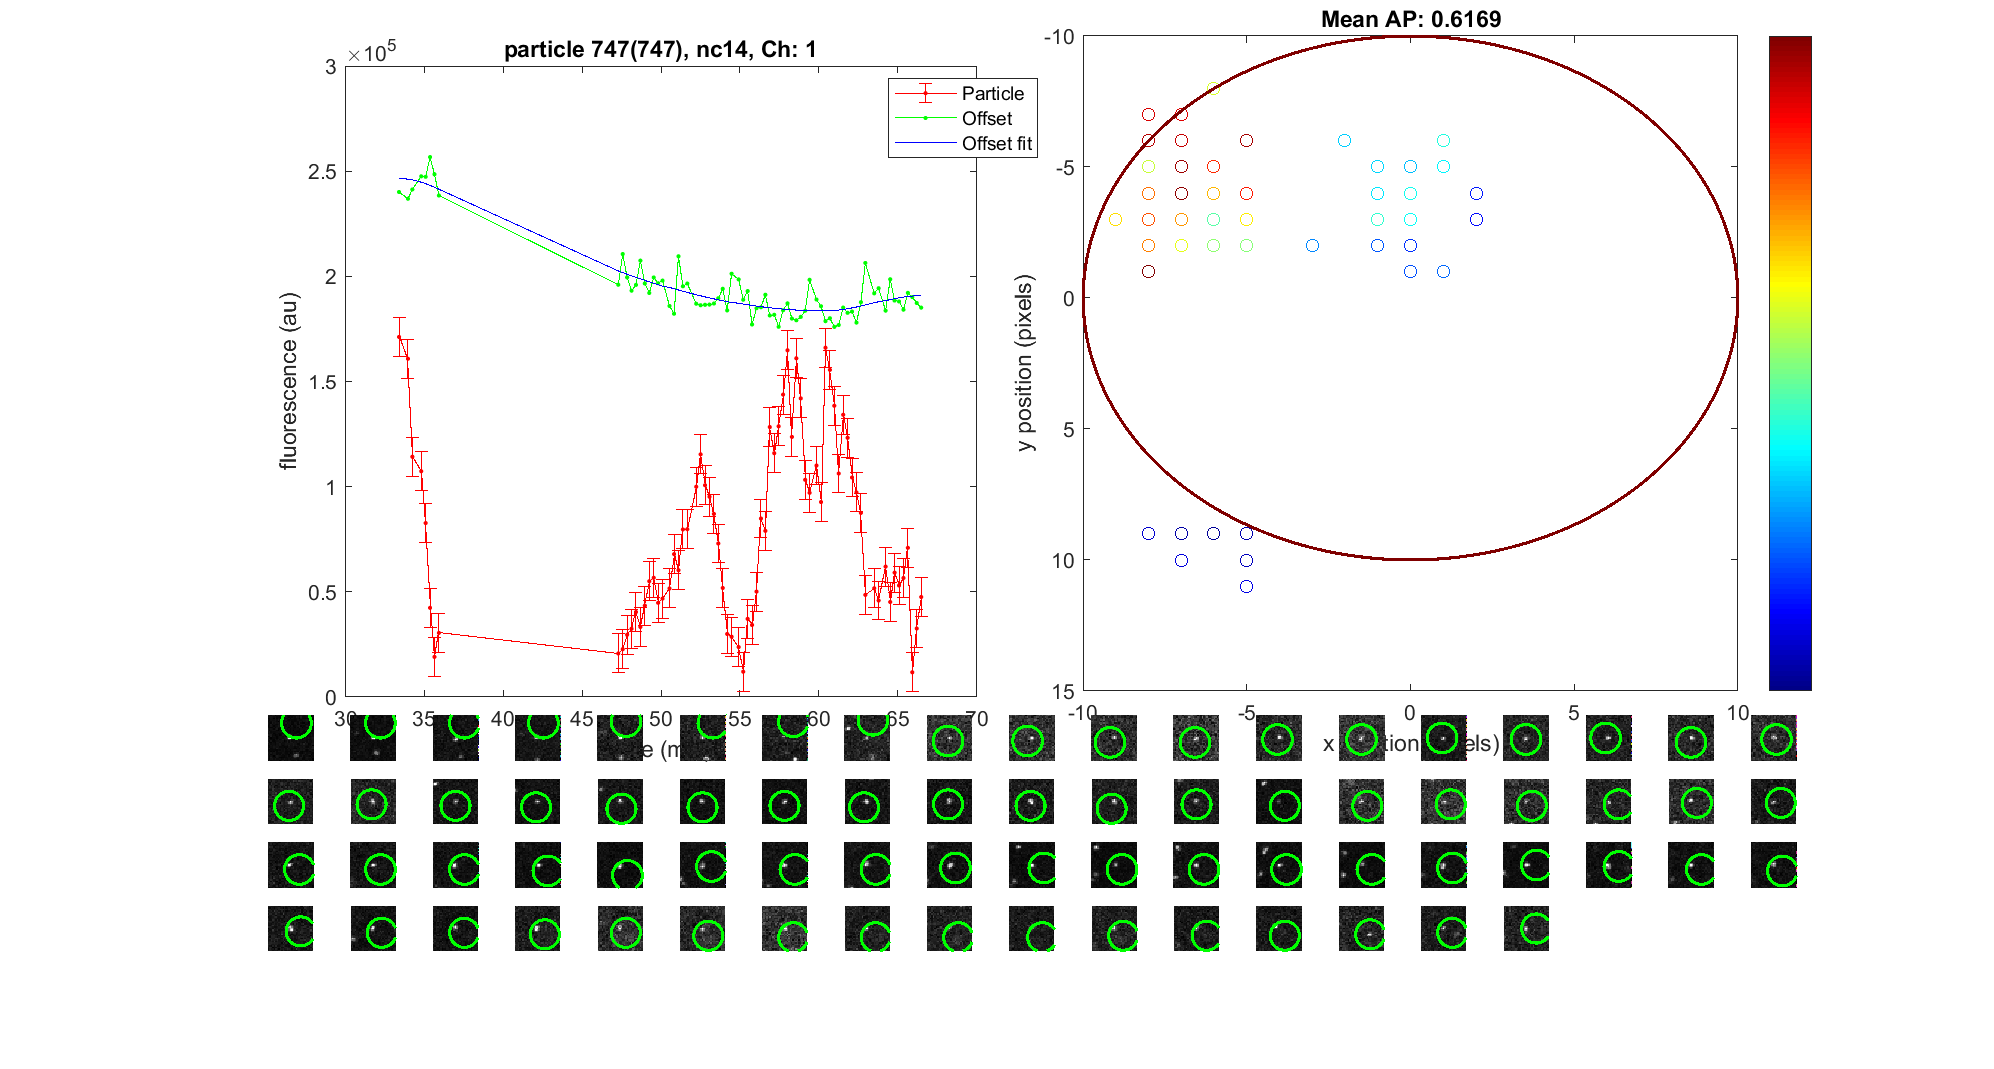 particle 747(747), nc14, Ch: 1
×10^5
3
2.5
2
1.5
1
0.5
0
fluorescence (au)
30 35 40 45 50 55 60 65 70
Particle
Offset
Offset fit
Mean AP: 0.6169
-10
-5
0
5
10
15
y position (pixels)
-10 -5 0 5 10
x